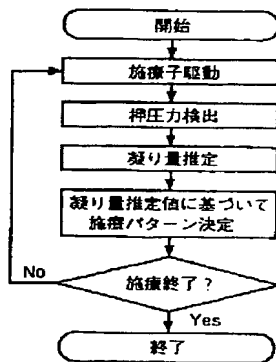 開始
施療子駆動
押圧力検出
凝り量推定
凝り量推定値に基づいて
施療パターン決定
施療終了?
No
Yes
終了